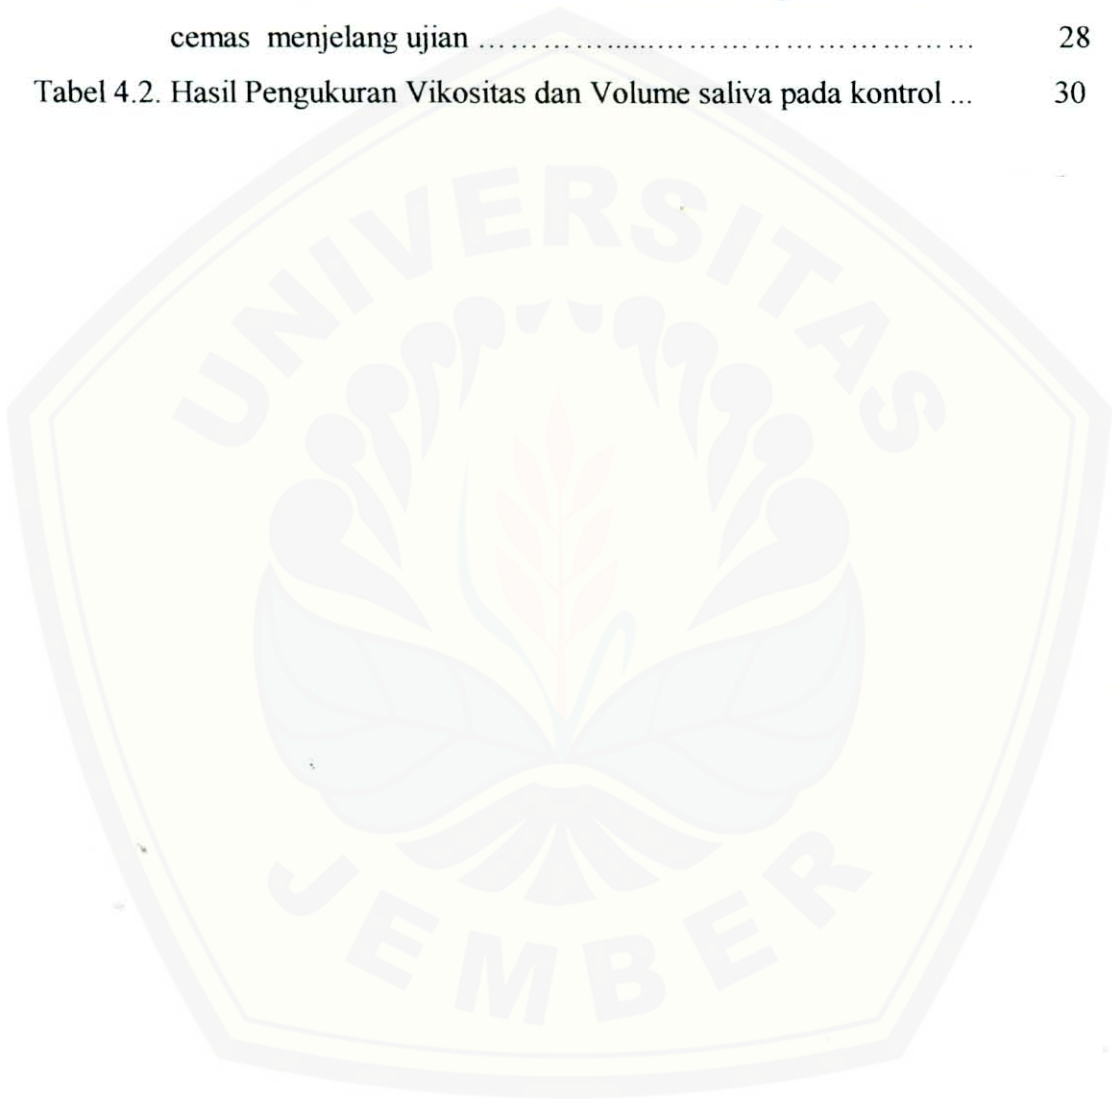 cemas menjelang ujian ........................................................ 28
Tabel 4.2. Hasil Pengukuran Vikositas dan Volume saliva pada kontrol ... 30
UNIVERSITAS
JEMBER